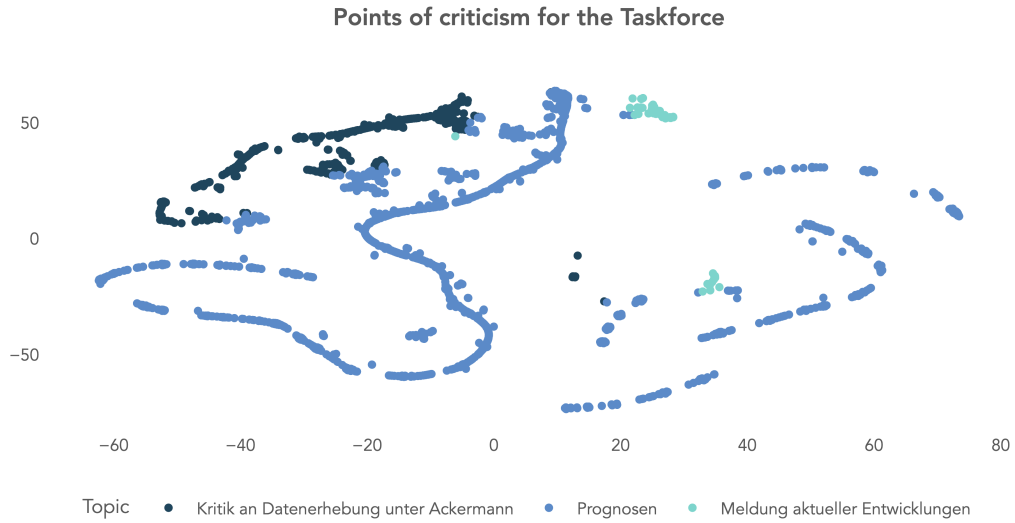 Points of criticism for the Taskforce
50
0
−50
−60 −40 −20 0 20 40 60 80
Topic Kritik an Datenerhebung unter Ackermann Prognosen Meldung aktueller Entwicklungen